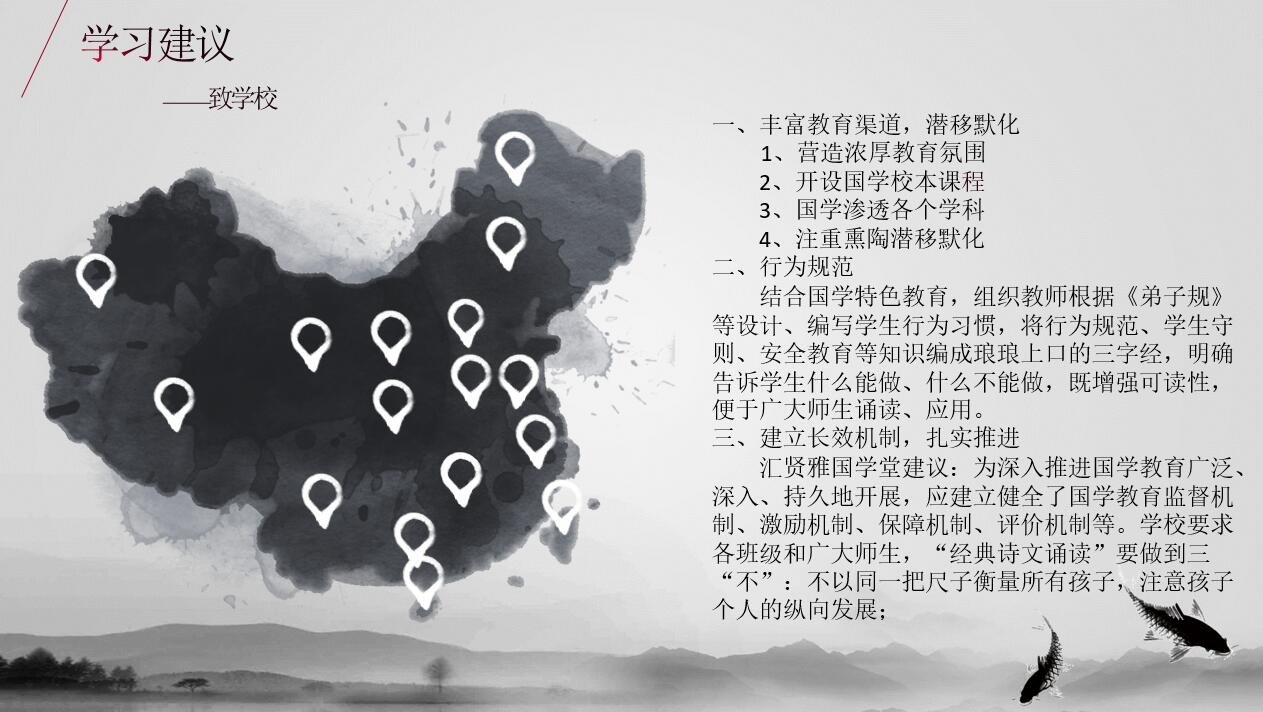 学习建议
——致学校
一、丰富教育渠道，潜移默化
1、营造浓厚教育氛围
2、开设国学校本课程
3、国学渗透各个学科
4、注重熏陶潜移默化
二、行为规范
结合国学特色教育，组织教师根据《弟子规》
等设计、编写学生行为习惯，将行为规范、学生守
则、安全教育等知识编成琅琅上口的三字经，明确
告诉学生什么能做、什么不能做，既增强可读性，
便于广大师生诵读、应用。
三、建立长效机制，扎实推进
汇贤雅国学堂建议：为深入推进国学教育广泛、
深入、持久地开展，应建立健全了国学教育监督机
制、激励机制、保障机制、评价机制等。学校要求
各班级和广大师生，“经典诗文诵读”要做到三
“不”：不以同一把尺子衡量所有孩子，注意孩子
个人的纵向发展；